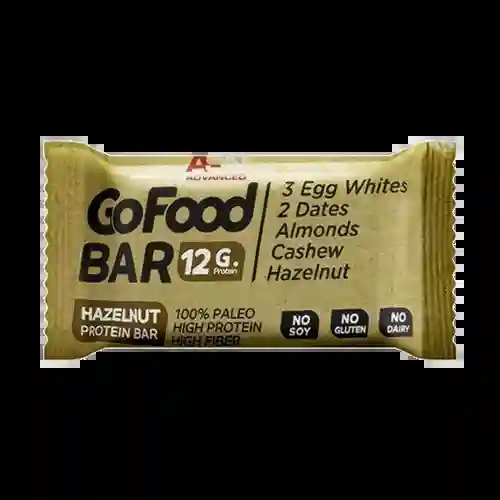 ADVANCED
GoFood
BAR
12 G.
Protein
3 Egg Whites
2 Dates
Almonds
Cashew
Hazelnut
HAZELNUT
PROTEIN BAR
100% PALEO
HIGH PROTEIN
HIGH FIBER
NO
SOY
NO
GLUTEN
NO
DAIRY